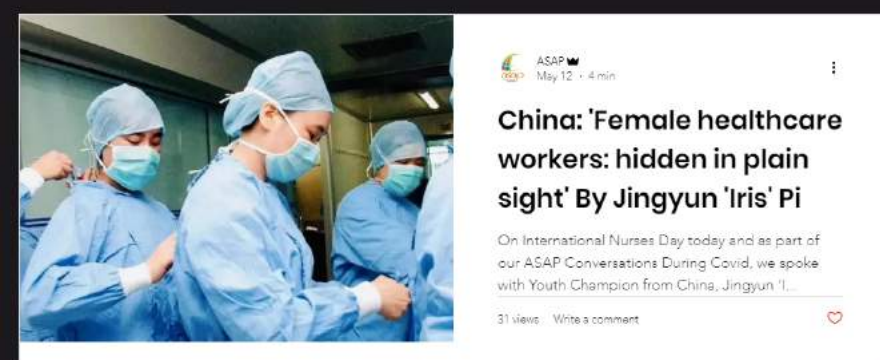 ASAP
May 12 · 4 min
China: 'Female healthcare
workers: hidden in plain
sight' By Jingyun 'Iris' Pi
On International Nurses Day today and as part of
our ASAP Conversations During Covid, we spoke
with Youth Champion from China, Jingyun 'I...
31 views Write a comment